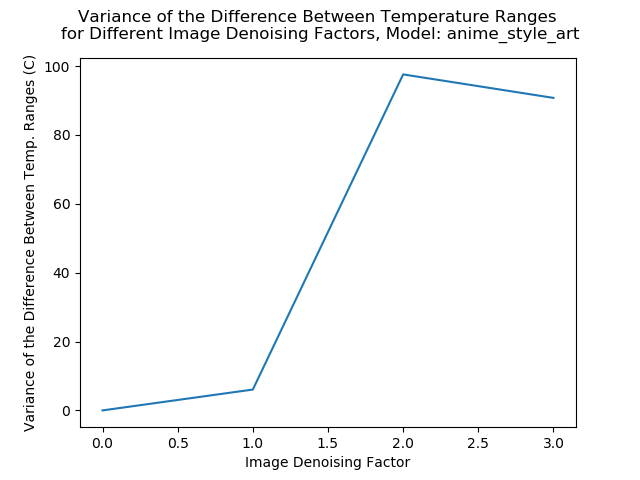 Variance of the Difference Between Temperature Ranges
for Different Image Denoising Factors, Model: anime_style_art
Variance of the Difference Between Temp. Ranges (C)
100
80
60
40
20
0
0.0 0.5 1.0 1.5 2.0 2.5 3.0
Image Denoising Factor